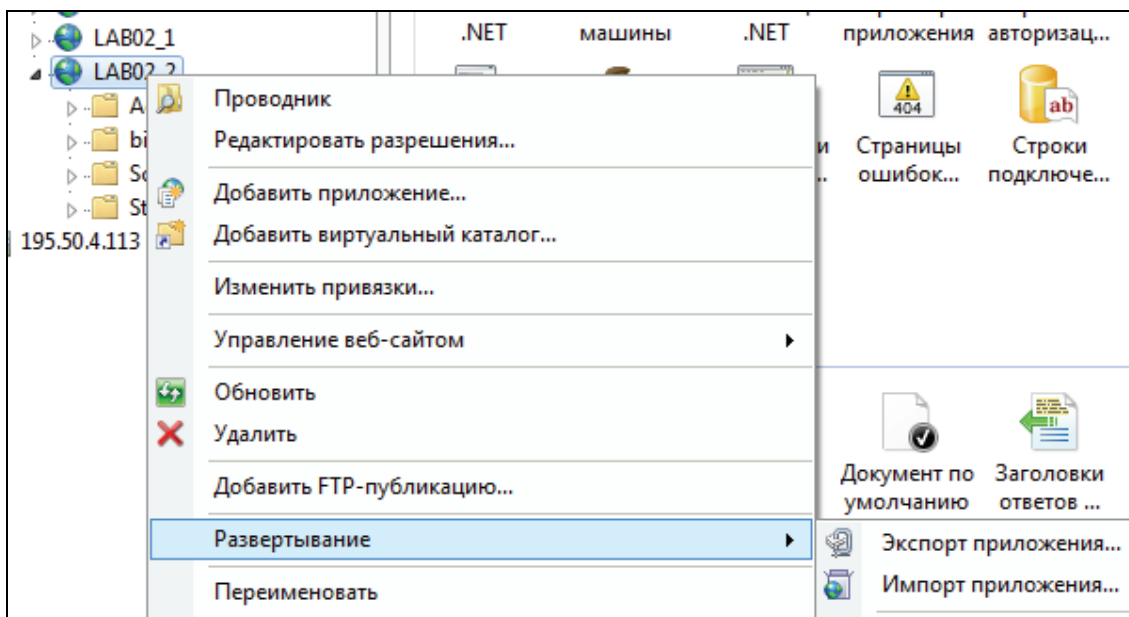 LAB02_1
LAB02_2
195.50.4.113
.NET
машины
.NET
приложения
авторизац...
404
ab
Страницы
ошибок...
Строки
подключе...
Проводник
Редактировать разрешения...
Добавить приложение...
Добавить виртуальный каталог...
Изменить привязки...
Управление веб-сайтом
Обновить
Удалить
Добавить FTP-публикацию...
Развертывание
Переименовать
Документ по
умолчанию
Заголовки
ответов ...
Экспорт приложения...
Импорт приложения...